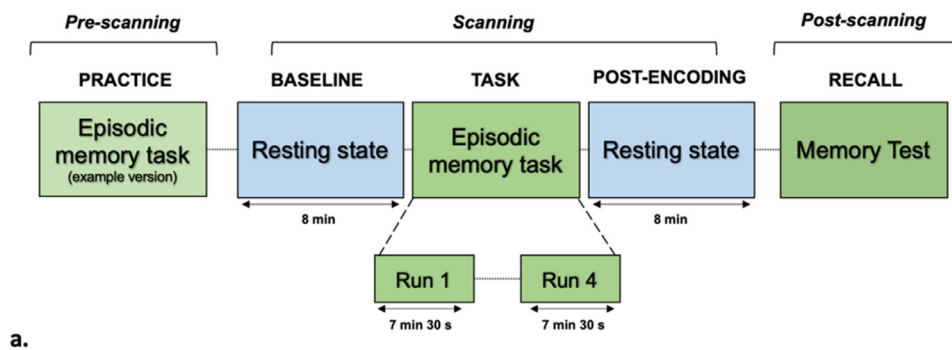 Pre-scanning
Scanning
Post-scanning
PRACTICE
BASELINE
TASK
POST-ENCODING
RECALL
Episodic
memory task
(example version)
Resting state
Episodic
memory task
Resting state
Memory Test
8 min
8 min
Run 1
Run 4
7 min 30 s
7 min 30 s
a.